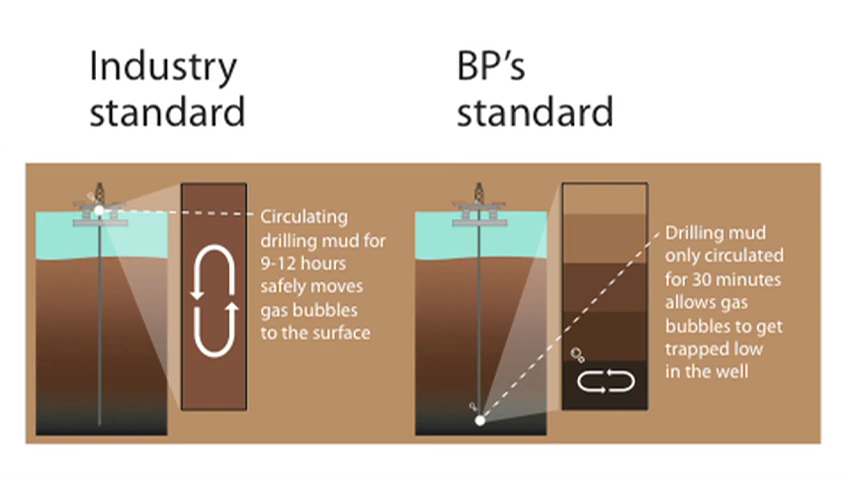 Industry
standard
BP's
standard
Circulating
drilling mud for
9-12 hours
safely moves
gas bubbles
to the surface
Drilling mud
only circulated
for 30 minutes
allows gas
bubbles to get
trapped low
in the well